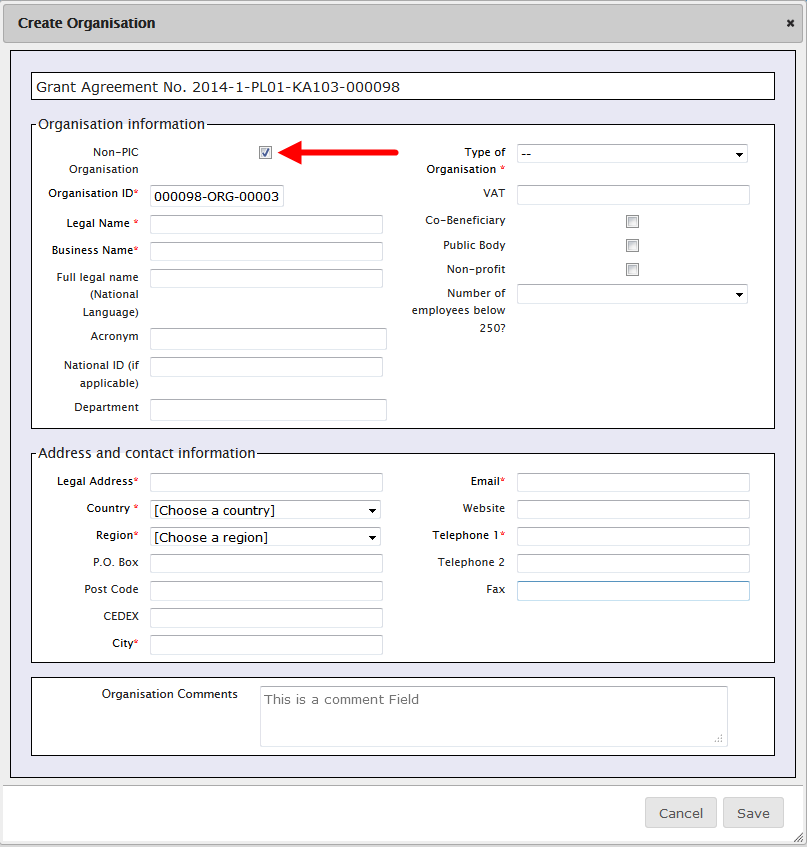 Create Organisation
Grant Agreement No. 2014-1-PL01-KA103-000098
Organisation information
Non-PIC
Organisation
Organisation ID*
000098-ORG-00003
Legal Name *
Business Name*
Full legal name
(National
Language)
Acronym
National ID (if
applicable)
Department
Type of
Organisation *
--
VAT
Co-Beneficiary
Public Body
Non-profit
Number of
employees below
250?
Address and contact information
Legal Address*
Country *
[Choose a country]
Region*
[Choose a region]
P.O. Box
Post Code
CEDEX
City*
Email*
Website
Telephone 1*
Telephone 2
Fax
Organisation Comments
This is a comment Field
Cancel
Save